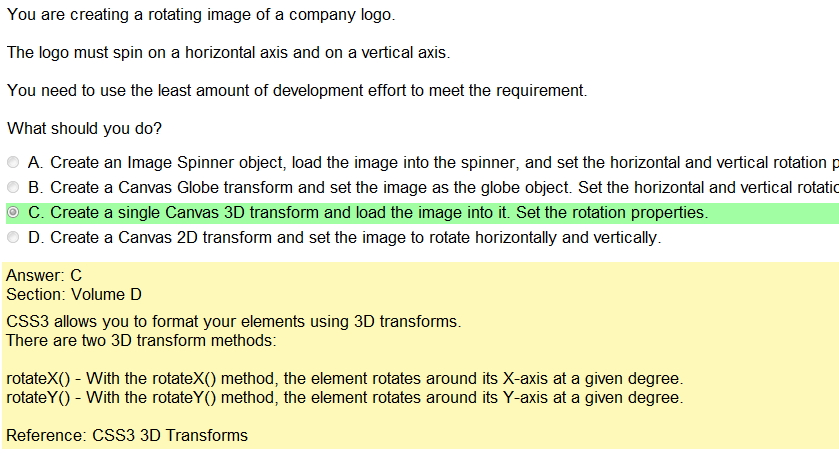 You are creating a rotating image of a company logo.
The logo must spin on a horizontal axis and on a vertical axis.
You need to use the least amount of development effort to meet the requirement.
What should you do?
A. Create an Image Spinner object, load the image into the spinner, and set the horizontal and vertical rotation p
B. Create a Canvas Globe transform and set the image as the globe object. Set the horizontal and vertical rotatio
C. Create a single Canvas 3D transform and load the image into it. Set the rotation properties.
D. Create a Canvas 2D transform and set the image to rotate horizontally and vertically.
Answer: C
Section: Volume D
CSS3 allows you to format your elements using 3D transforms.
There are two 3D transform methods:
rotateX() - With the rotateX() method, the element rotates around its X-axis at a given degree.
rotateY() - With the rotateY() method, the element rotates around its Y-axis at a given degree.
Reference: CSS3 3D Transforms